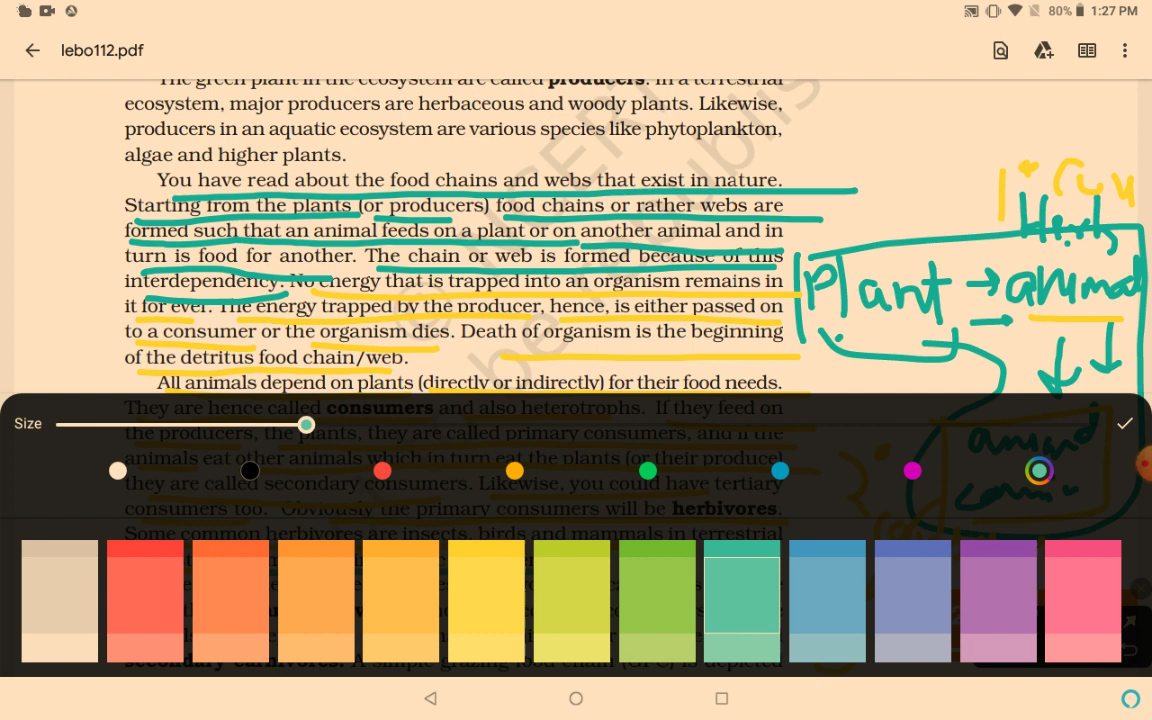 80% 1:27 PM
lebo112.pdf
The green plant in the ecosystem are called producers. In a terrestrial
ecosystem, major producers are herbaceous and woody plants. Likewise,
producers in an aquatic ecosystem are various species like phytoplankton,
algae and higher plants.
You have read about the food chains and webs that exist in nature.
Starting from the plants (or producers) food chains or rather webs are
formed such that an animal feeds on a plant or on another animal and in
turn is food for another. The chain or web is formed because of this
interdependency. No energy that is trapped into an organism remains in
it for ever. The energy trapped by the producer, hence, is either passed on
to a consumer or the organism dies. Death of organism is the beginning
of the detritus food chain/web.
All animals depend on plants (directly or indirectly) for their food needs.
They are hence called consumers and also heterotrophs. If they feed on
the producers, the plants, they are called primary consumers, and if the
animals eat other animals which in turn eat the plants (or their produce)
they are called secondary consumers. Likewise, you could have tertiary
consumers too. Obviously the primary consumers will be herbivores.
Some common herbivores are insects, birds and mammals in terrestrial
secondary carnivores. A simple grazing food chain (GFC) is depicted
Plant → animal
Size